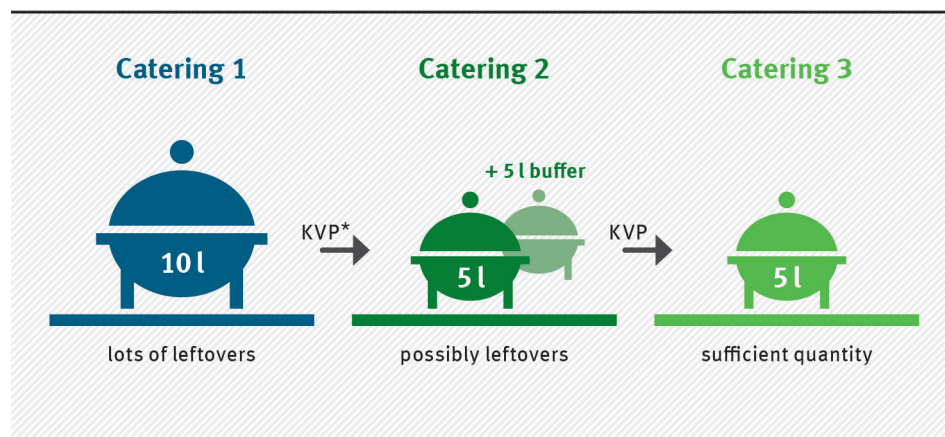 Catering 1
Catering 2
Catering 3
+ 5 l buffer
KVP*
KVP
10 l
5 l
5 l
lots of leftovers
possibly leftovers
sufficient quantity